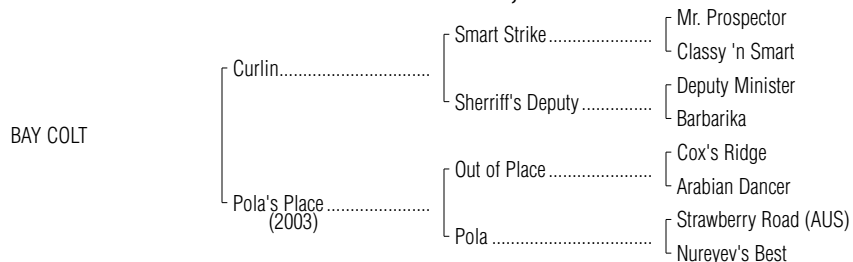 Mr. Prospector
Smart Strike......................
Classy 'n Smart
Curlin................................
Deputy Minister
Sherriff's Deputy ...............
Barbarika
BAY COLT
Cox's Ridge
Out of Place ......................
Arabian Dancer
Pola's Place ......................
(2003)
Strawberry Road (AUS)
Pola ..................................
Nureyev's Best